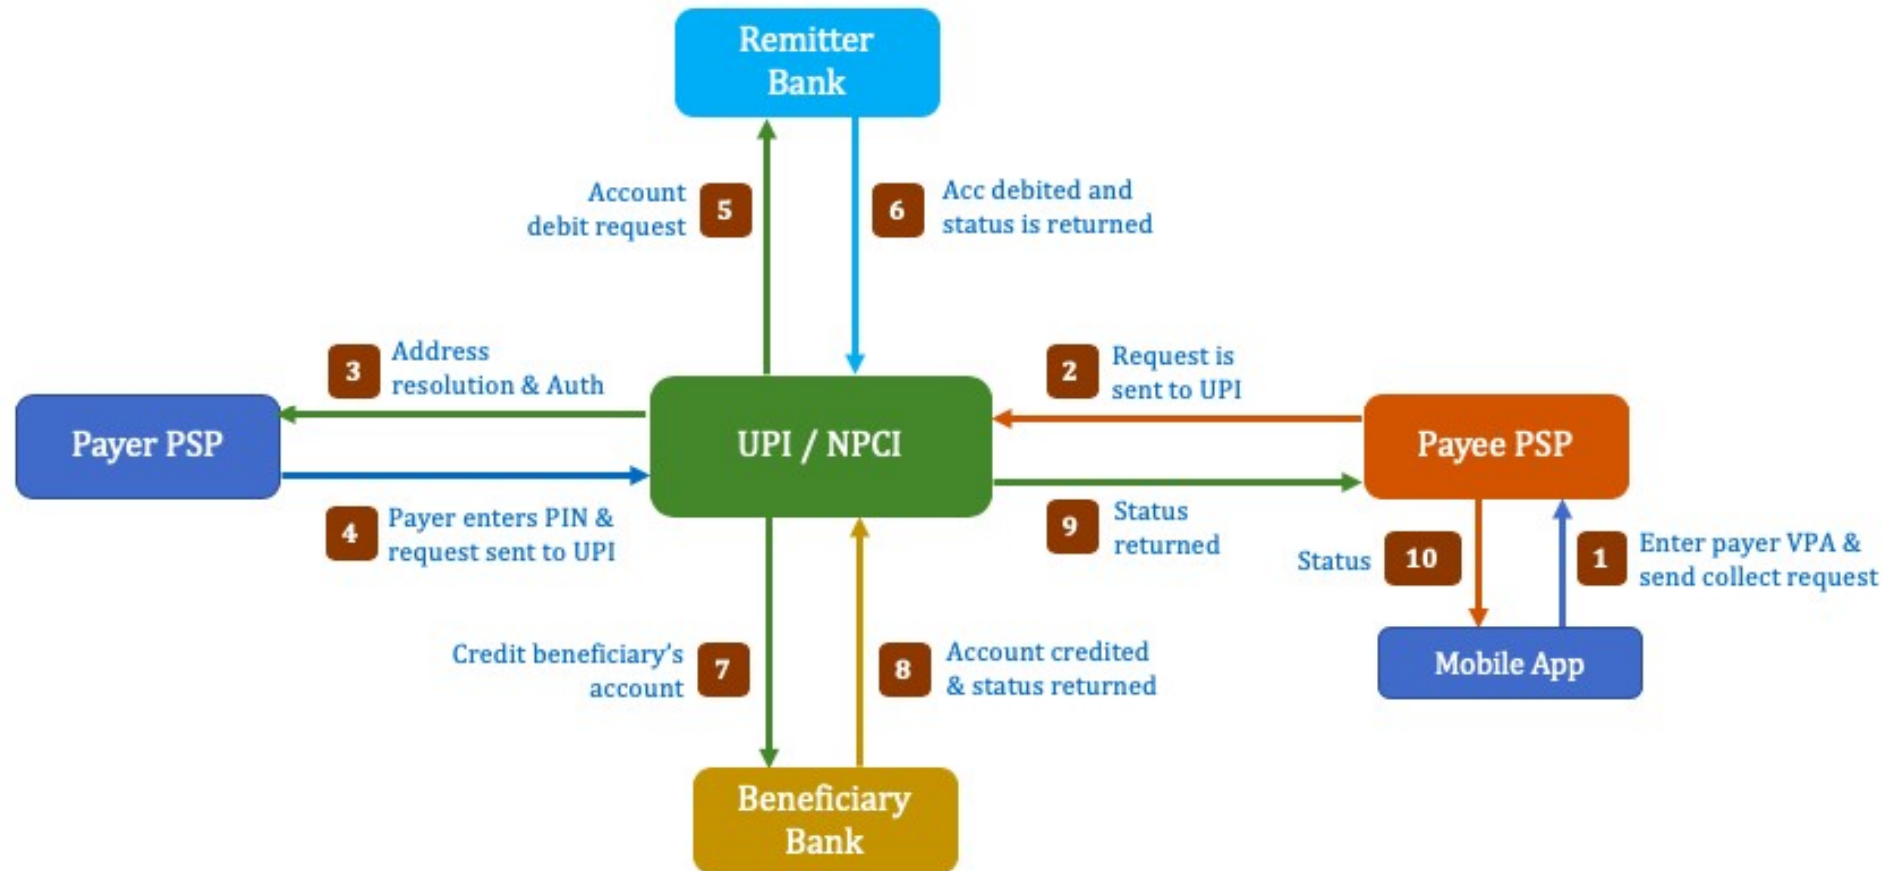 Remitter
Bank
Account
debit request
5
6
Acc debited and
status is returned
3
Address
resolution & Auth
2
Request is
sent to UPI
Payer PSP
UPI / NPCI
Payee PSP
4
Payer enters PIN &
request sent to UPI
9
Status
returned
Status
10
1
Enter payer VPA &
send collect request
Credit beneficiary's
account
7
8
Account credited
& status returned
Mobile App
Beneficiary
Bank